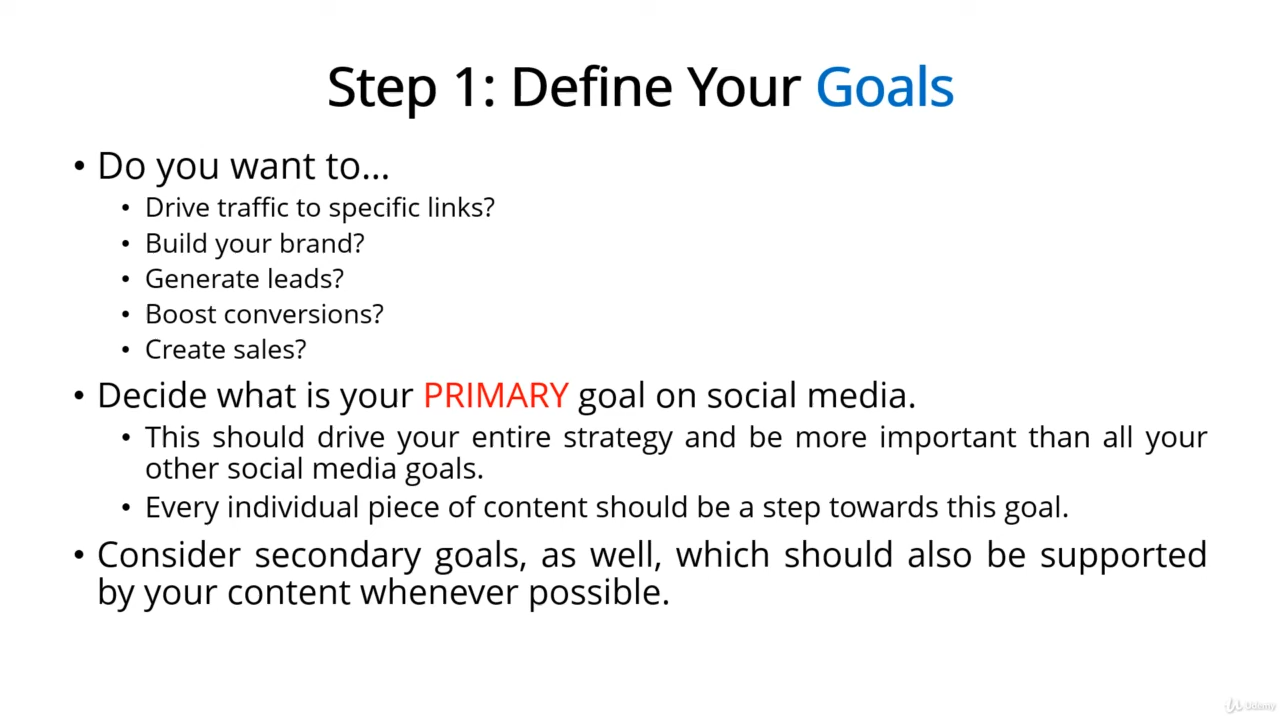 Step 1: Define Your Goals
• Do you want to...
• Drive traffic to specific links?
• Build your brand?
• Generate leads?
• Boost conversions?
• Create sales?
• Decide what is your PRIMARY goal on social media.
• This should drive your entire strategy and be more important than all your
other social media goals.
• Every individual piece of content should be a step towards this goal.
• Consider secondary goals, as well, which should also be supported
by your content whenever possible.
Udemy